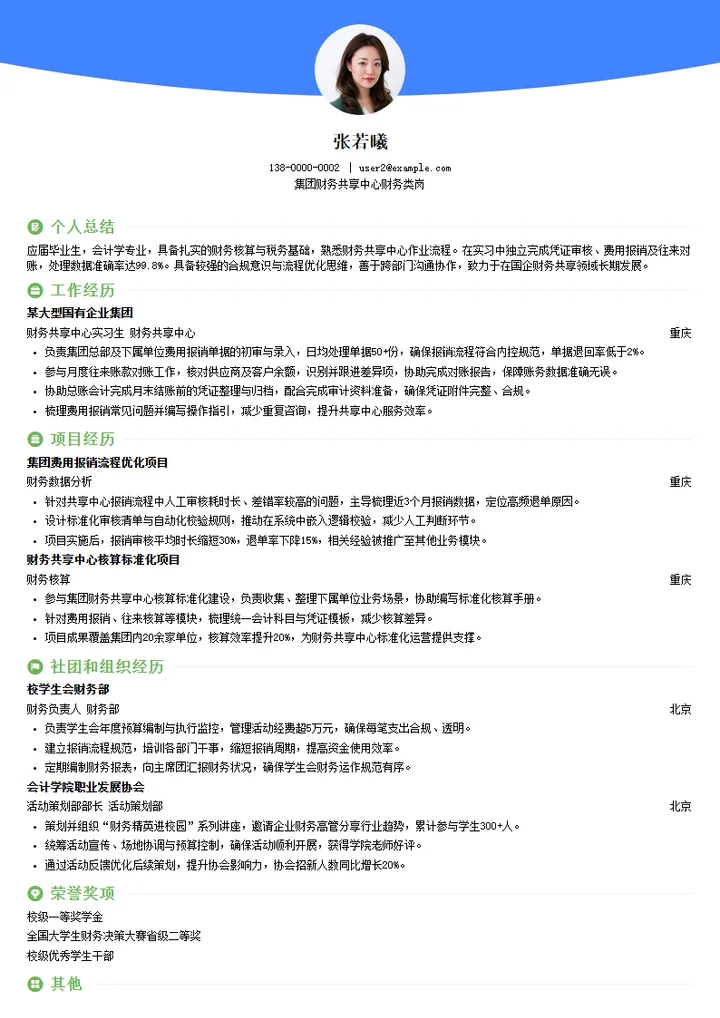 张若曦
138-0000-0002 | user2@example.com
集团财务共享中心财务类岗
个人总结
应届毕业生，会计学专业，具备扎实的财务核算与税务基础，熟悉财务共享中心作业流程。在实习中独立完成凭证审核、费用报销及往来对
账，处理数据准确率达99.8%。具备较强的合规意识与流程优化思维，善于跨部门沟通协作，致力于在国企财务共享领域长期发展。
工作经历
某大型国有企业集团
财务共享中心实习生 财务共享中心 重庆
• 负责集团总部及下属单位费用报销单据的初审与录入，日均处理单据50+份，确保报销流程符合内控规范，单据退回率低于2%。
• 参与月度往来账款对账工作，核对供应商及客户余额，识别并跟进差异项，协助完成对账报告，保障账务数据准确无误。
• 协助总账会计完成月末结账前的凭证整理与归档，配合完成审计资料准备，确保凭证附件完整、合规。
• 梳理费用报销常见问题并编写操作指引，减少重复咨询，提升共享中心服务效率。
项目经历
集团费用报销流程优化项目
财务数据分析 重庆
• 针对共享中心报销流程中人工审核耗时长、差错率较高的问题，主导梳理近3个月报销数据，定位高频退单原因。
• 设计标准化审核清单与自动化校验规则，推动在系统中嵌入逻辑校验，减少人工判断环节。
• 项目实施后，报销审核平均时长缩短30%，退单率下降15%，相关经验被推广至其他业务模块。
财务共享中心核算标准化项目
财务核算 重庆
• 参与集团财务共享中心核算标准化建设，负责收集、整理下属单位业务场景，协助编写标准化核算手册。
• 针对费用报销、往来核算等模块，梳理统一会计科目与凭证模板，减少核算差异。
• 项目成果覆盖集团内20余家单位，核算效率提升20%，为财务共享中心标准化运营提供支撑。
社团和组织经历
校学生会财务部
财务负责人 财务部 北京
• 负责学生会年度预算编制与执行监控，管理活动经费超5万元，确保每笔支出合规、透明。
• 建立报销流程规范，培训各部门干事，缩短报销周期，提高资金使用效率。
• 定期编制财务报表，向主席团汇报财务状况，确保学生会财务运作规范有序。
会计学院职业发展协会
活动策划部部长 活动策划部 北京
• 策划并组织“财务精英进校园”系列讲座，邀请企业财务高管分享行业趋势，累计参与学生300+人。
• 统筹活动宣传、场地协调与预算控制，确保活动顺利开展，获得学院老师好评。
• 通过活动反馈优化后续策划，提升协会影响力，协会招新人数同比增长20%。
荣誉奖项
校级一等奖学金
全国大学生财务决策大赛省级二等奖
校级优秀学生干部
其他